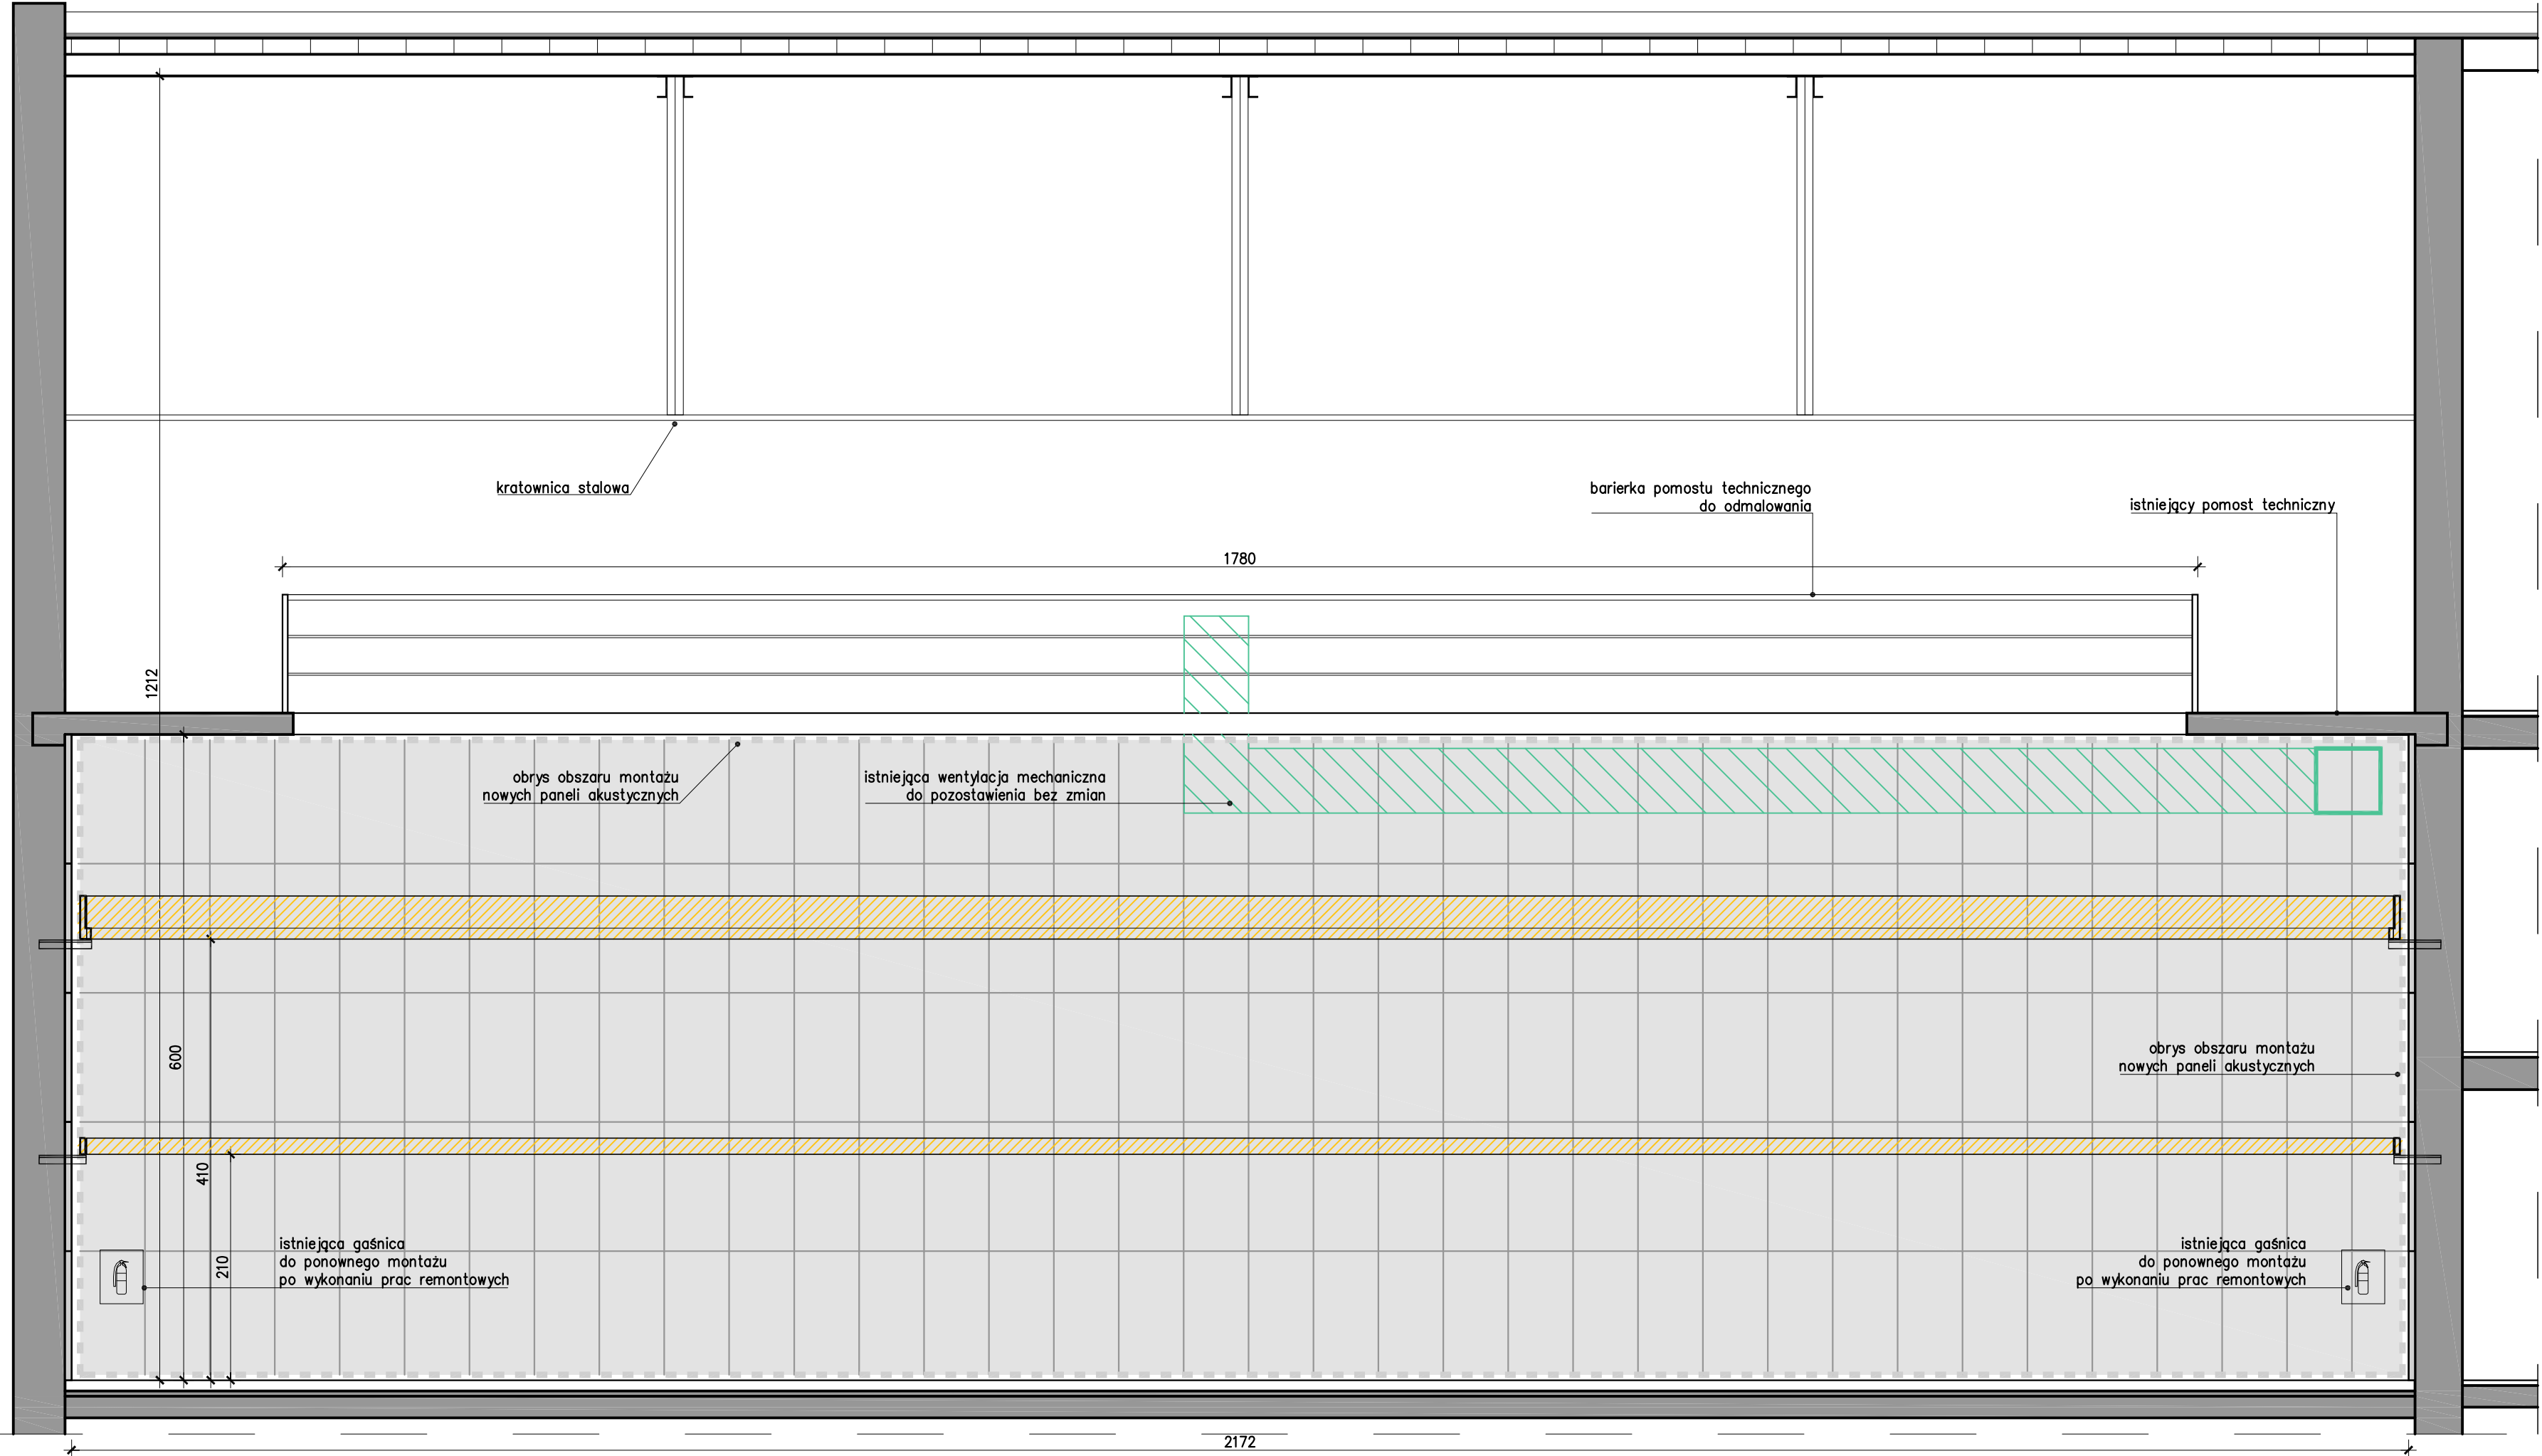 kratownica stalowa
barierka pomostu technicznego
do odmalowania
istniejący pomost techniczny
1780
1212
obrys obszaru montażu
nowych paneli akustycznych
istniejąca wentylacja mechaniczna
do pozostawienia bez zmian
600
obrys obszaru montażu
nowych paneli akustycznych
410
210
istniejąca gaśnica
do ponownego montażu
po wykonaniu prac remontowych
istniejąca gaśnica
do ponownego montażu
po wykonaniu prac remontowych
2172